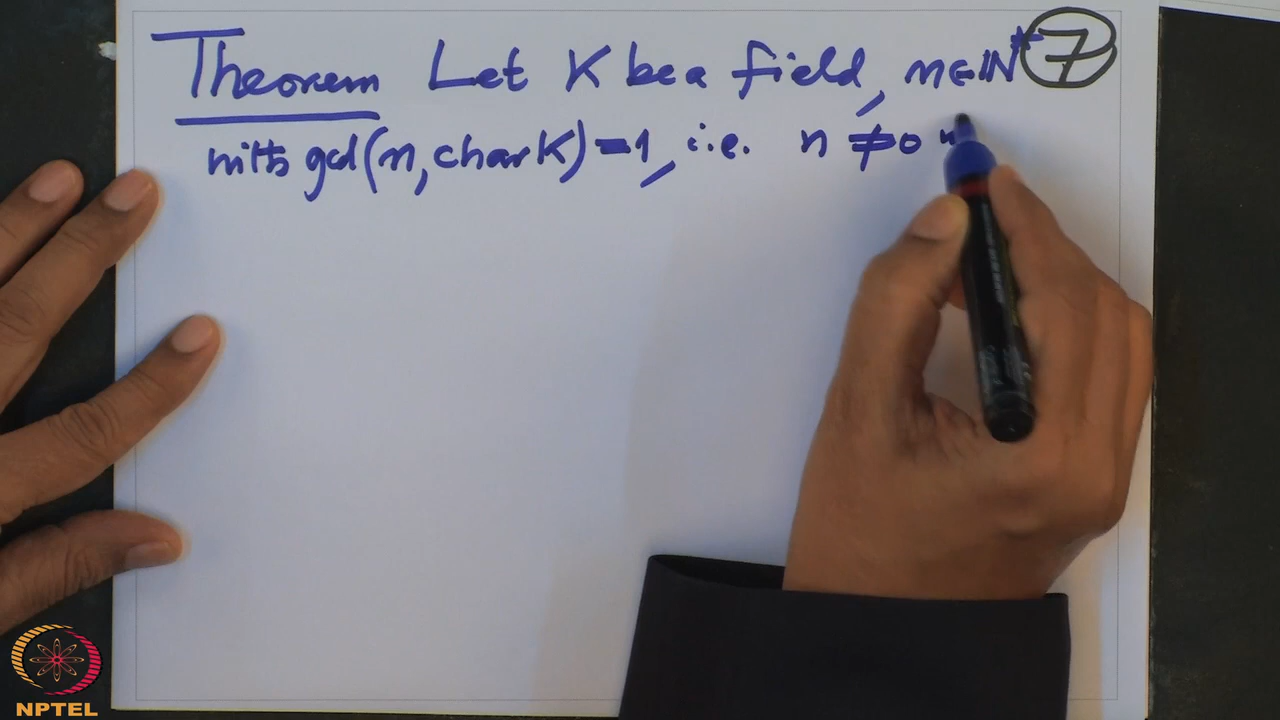 Theorem Let K be a field, n∈ℕ* 7
with gcd(n, char K) = 1, i.e. n ≠ 0
NPTEL